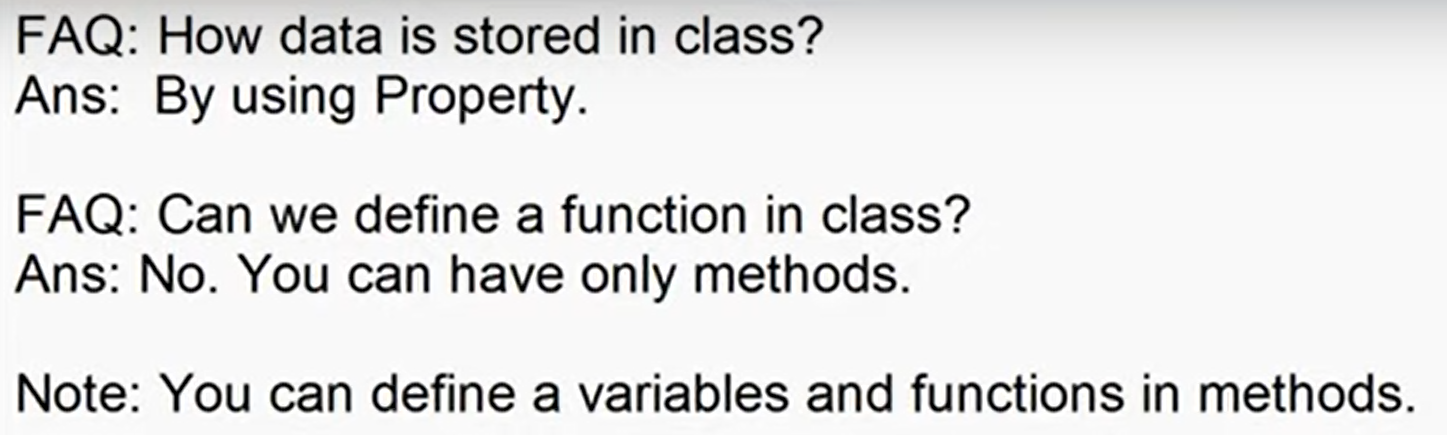 FAQ: How data is stored in class?
Ans:  By using Property.
FAQ: Can we define a function in class?
Ans: No. You can have only methods.
Note: You can define a variables and functions in methods.